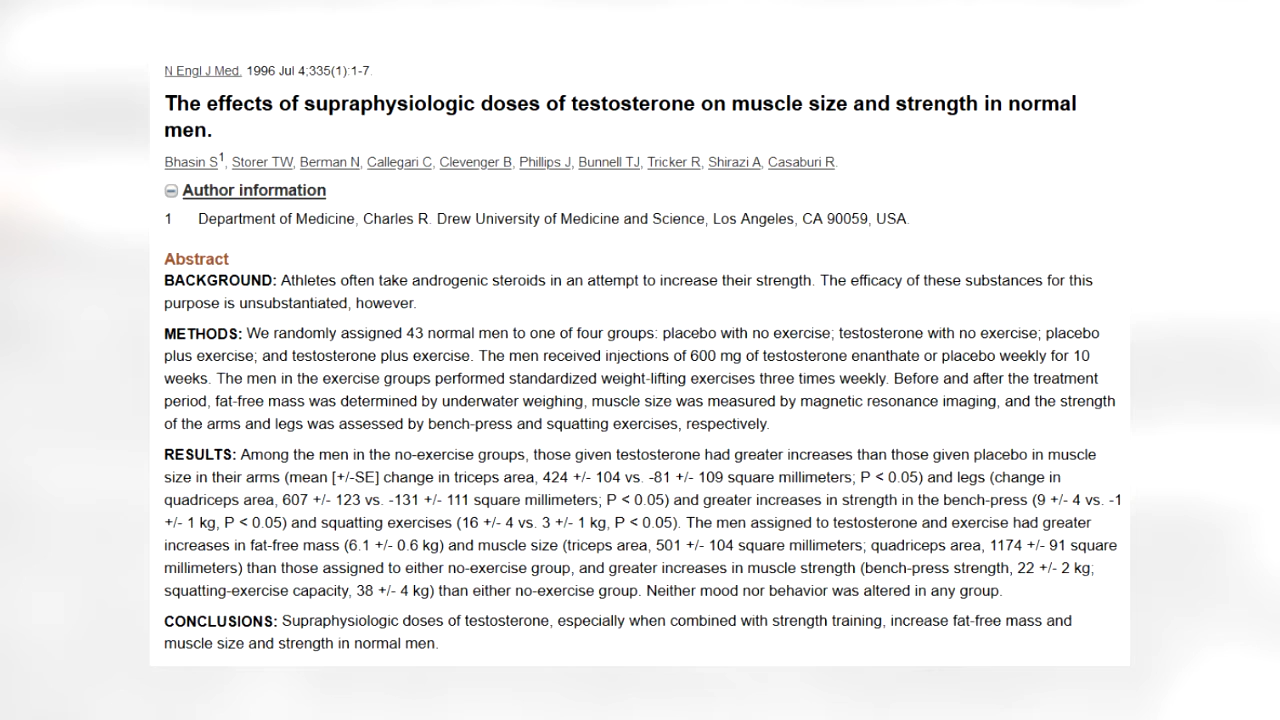 N Engl J Med. 1996 Jul 4;335(1):1-7.
The effects of supraphysiologic doses of testosterone on muscle size and strength in normal
men.
Bhasin S1, Storer TW, Berman N, Callegari C, Clevenger B, Phillips J, Bunnell TJ, Tricker R, Shirazi A, Casaburi R.
Author information
1 Department of Medicine, Charles R. Drew University of Medicine and Science, Los Angeles, CA 90059, USA.
Abstract
BACKGROUND: Athletes often take androgenic steroids in an attempt to increase their strength. The efficacy of these substances for this
purpose is unsubstantiated, however.
METHODS: We randomly assigned 43 normal men to one of four groups: placebo with no exercise; testosterone with no exercise; placebo
plus exercise; and testosterone plus exercise. The men received injections of 600 mg of testosterone enanthate or placebo weekly for 10
weeks. The men in the exercise groups performed standardized weight-lifting exercises three times weekly. Before and after the treatment
period, fat-free mass was determined by underwater weighing, muscle size was measured by magnetic resonance imaging, and the strength
of the arms and legs was assessed by bench-press and squatting exercises, respectively.
RESULTS: Among the men in the no-exercise groups, those given testosterone had greater increases than those given placebo in muscle
size in their arms (mean [+/-SE] change in triceps area, 424 +/- 104 vs. -81 +/- 109 square millimeters; P < 0.05) and legs (change in
quadriceps area, 607 +/- 123 vs. -131 +/- 111 square millimeters; P < 0.05) and greater increases in strength in the bench-press (9 +/- 4 vs. -1
+/- 1 kg, P < 0.05) and squatting exercises (16 +/- 4 vs. 3 +/- 1 kg, P < 0.05). The men assigned to testosterone and exercise had greater
increases in fat-free mass (6.1 +/- 0.6 kg) and muscle size (triceps area, 501 +/- 104 square millimeters; quadriceps area, 1174 +/- 91 square
millimeters) than those assigned to either no-exercise group, and greater increases in muscle strength (bench-press strength, 22 +/- 2 kg;
squatting-exercise capacity, 38 +/- 4 kg) than either no-exercise group. Neither mood nor behavior was altered in any group.
CONCLUSIONS: Supraphysiologic doses of testosterone, especially when combined with strength training, increase fat-free mass and
muscle size and strength in normal men.